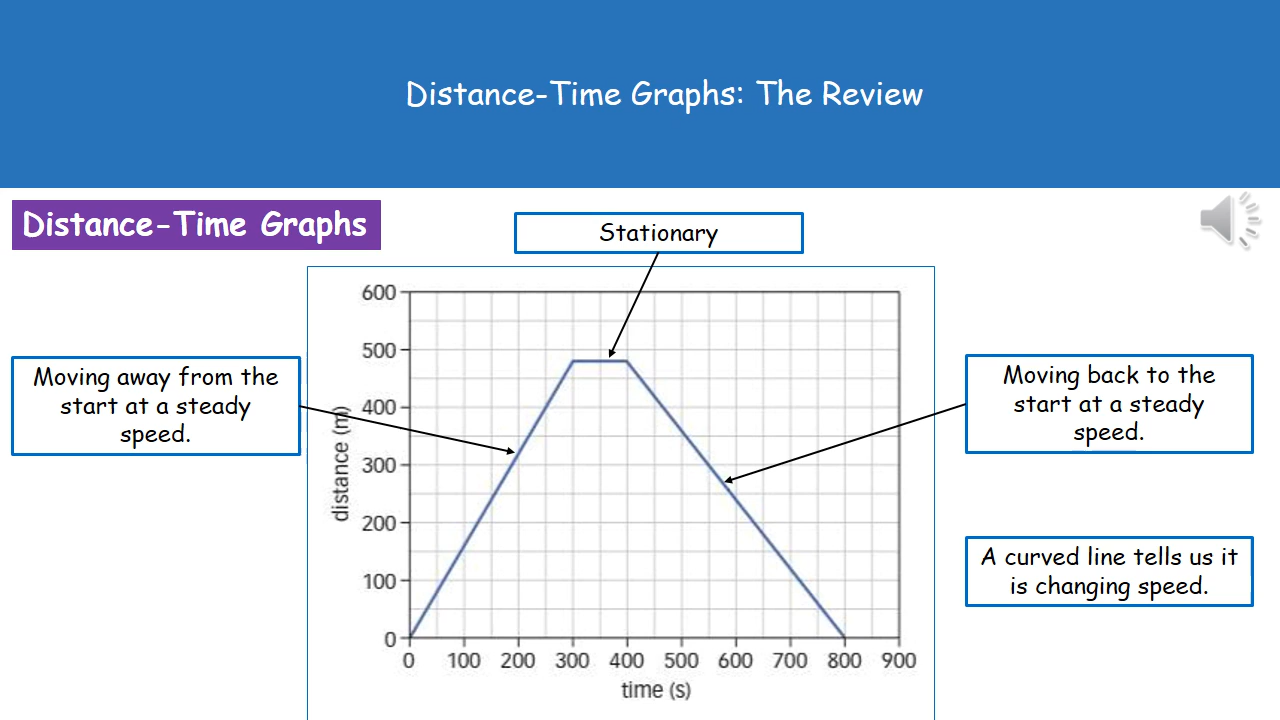 Distance-Time Graphs: The Review
Distance-Time Graphs
Stationary
Moving away from the
start at a steady
speed.
Moving back to the
start at a steady
speed.
A curved line tells us it
is changing speed.
distance (m)
600
500
400
300
200
100
0
0 100 200 300 400 500 600 700 800 900
time (s)